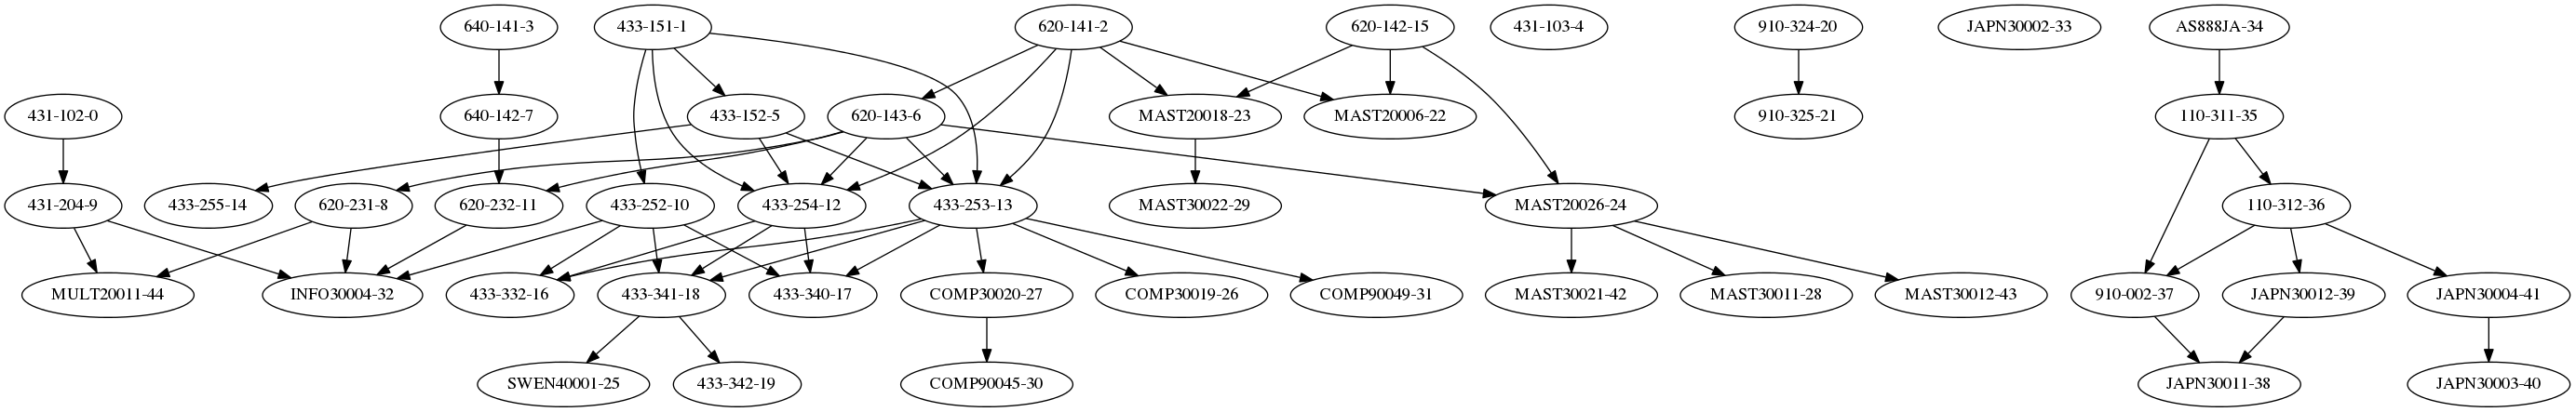 640-141-3
433-151-1
620-141-2
620-142-15
431-103-4
910-324-20
JAPN30002-33
AS888JA-34
431-102-0
640-142-7
433-152-5
620-143-6
MAST20018-23
MAST20006-22
910-325-21
110-311-35
431-204-9
433-255-14
620-231-8
620-232-11
433-252-10
433-254-12
433-253-13
MAST30022-29
MAST20026-24
110-312-36
MULT20011-44
INFO30004-32
433-332-16
433-341-18
433-340-17
COMP30020-27
COMP30019-26
COMP90049-31
MAST30021-42
MAST30011-28
MAST30012-43
910-002-37
JAPN30012-39
JAPN30004-41
SWEN40001-25
433-342-19
COMP90045-30
JAPN30011-38
JAPN30003-40